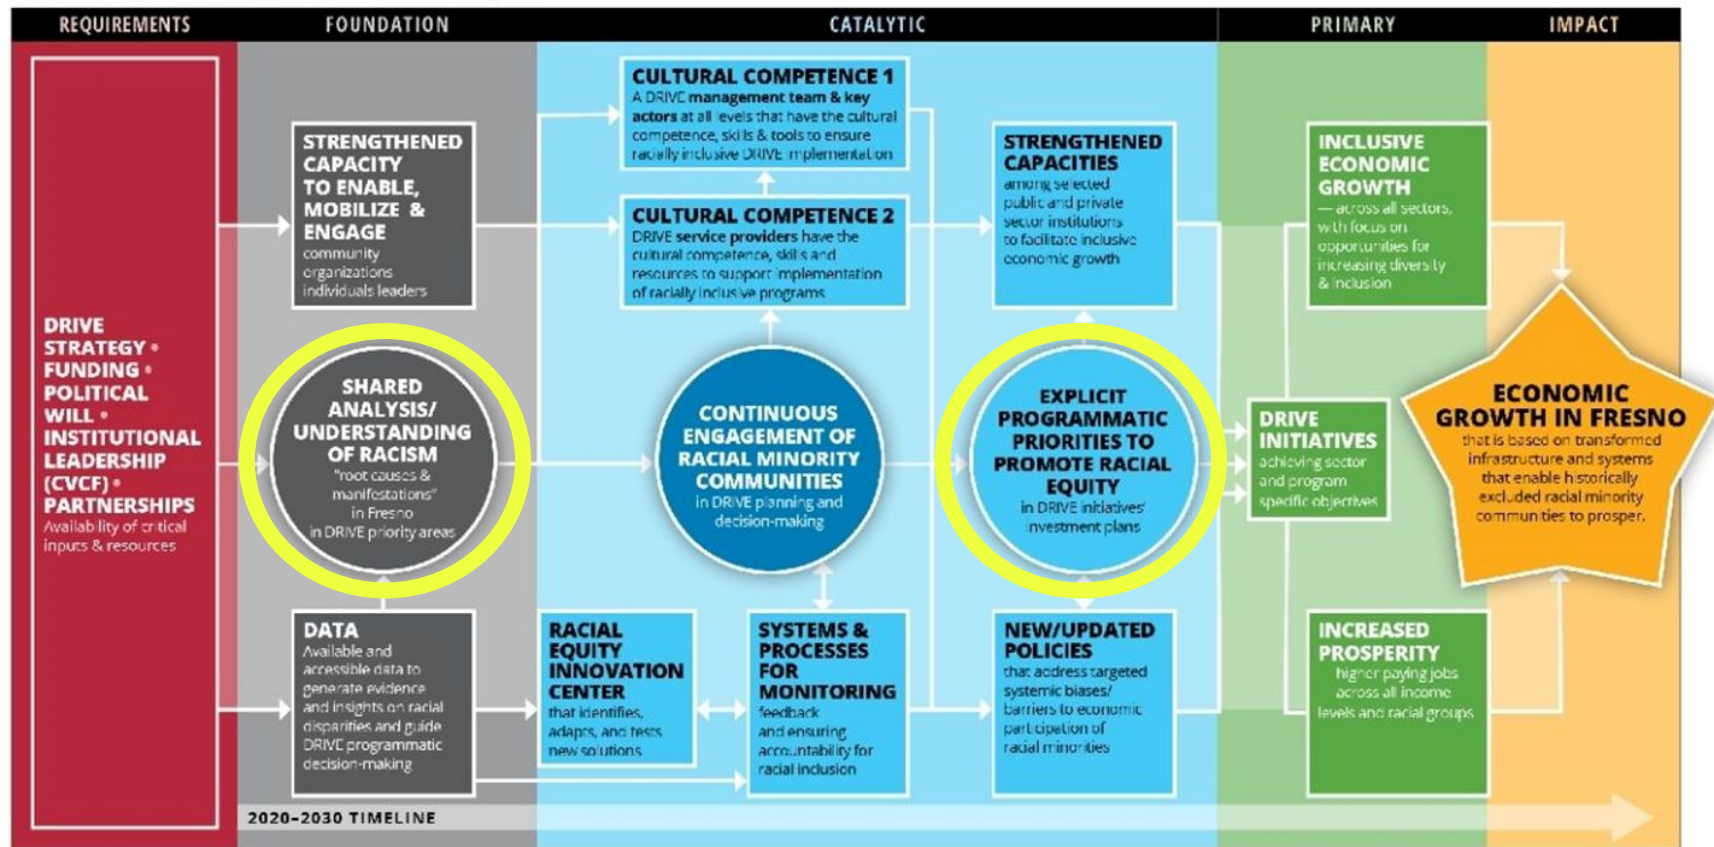 REQUIREMENTS
FOUNDATION
CATALYTIC
PRIMARY
IMPACT
DRIVE
STRATEGY •
FUNDING •
POLITICAL
WILL •
INSTITUTIONAL
LEADERSHIP
(CVCF) •
PARTNERSHIPS
Availability of critical
inputs & resources
STRENGTHENED
CAPACITY
TO ENABLE,
MOBILIZE &
ENGAGE
community
organizations
individuals leaders
SHARED
ANALYSIS/
UNDERSTANDING
OF RACISM
"root causes &
manifestations"
in Fresno
in DRIVE priority areas
DATA
Available and
accessible data to
generate evidence
and insights on racial
disparities and guide
DRIVE programmatic
decision-making
CULTURAL COMPETENCE 1
A DRIVE management team & key
actors at all levels that have the cultural
competence, skills & tools to ensure
racially inclusive DRIVE implementation
CULTURAL COMPETENCE 2
DRIVE service providers have the
cultural competence, skills and
resources to support implementation
of racially inclusive programs
CONTINUOUS
ENGAGEMENT OF
RACIAL MINORITY
COMMUNITIES
in DRIVE planning and
decision-making
RACIAL
EQUITY
INNOVATION
CENTER
that identifies,
adapts, and tests
new solutions
SYSTEMS &
PROCESSES
FOR
MONITORING
feedback
and ensuring
accountability for
racial inclusion
STRENGTHENED
CAPACITIES
among selected
public and private
sector institutions
to facilitate inclusive
economic growth
EXPLICIT
PROGRAMMATIC
PRIORITIES TO
PROMOTE RACIAL
EQUITY
in DRIVE initiatives'
investment plans
NEW/UPDATED
POLICIES
that address targeted
systemic biases/
barriers to economic
participation of
racial minorities
INCLUSIVE
ECONOMIC
GROWTH
— across all sectors,
with focus on
opportunities for
increasing diversity
& inclusion
DRIVE
INITIATIVES
achieving sector
and program
specific objectives
INCREASED
PROSPERITY
higher paying jobs
across all income
levels and racial groups
ECONOMIC
GROWTH IN FRESNO
that is based on transformed
infrastructure and systems
that enable historically
excluded racial minority
communities to prosper.
2020–2030 TIMELINE